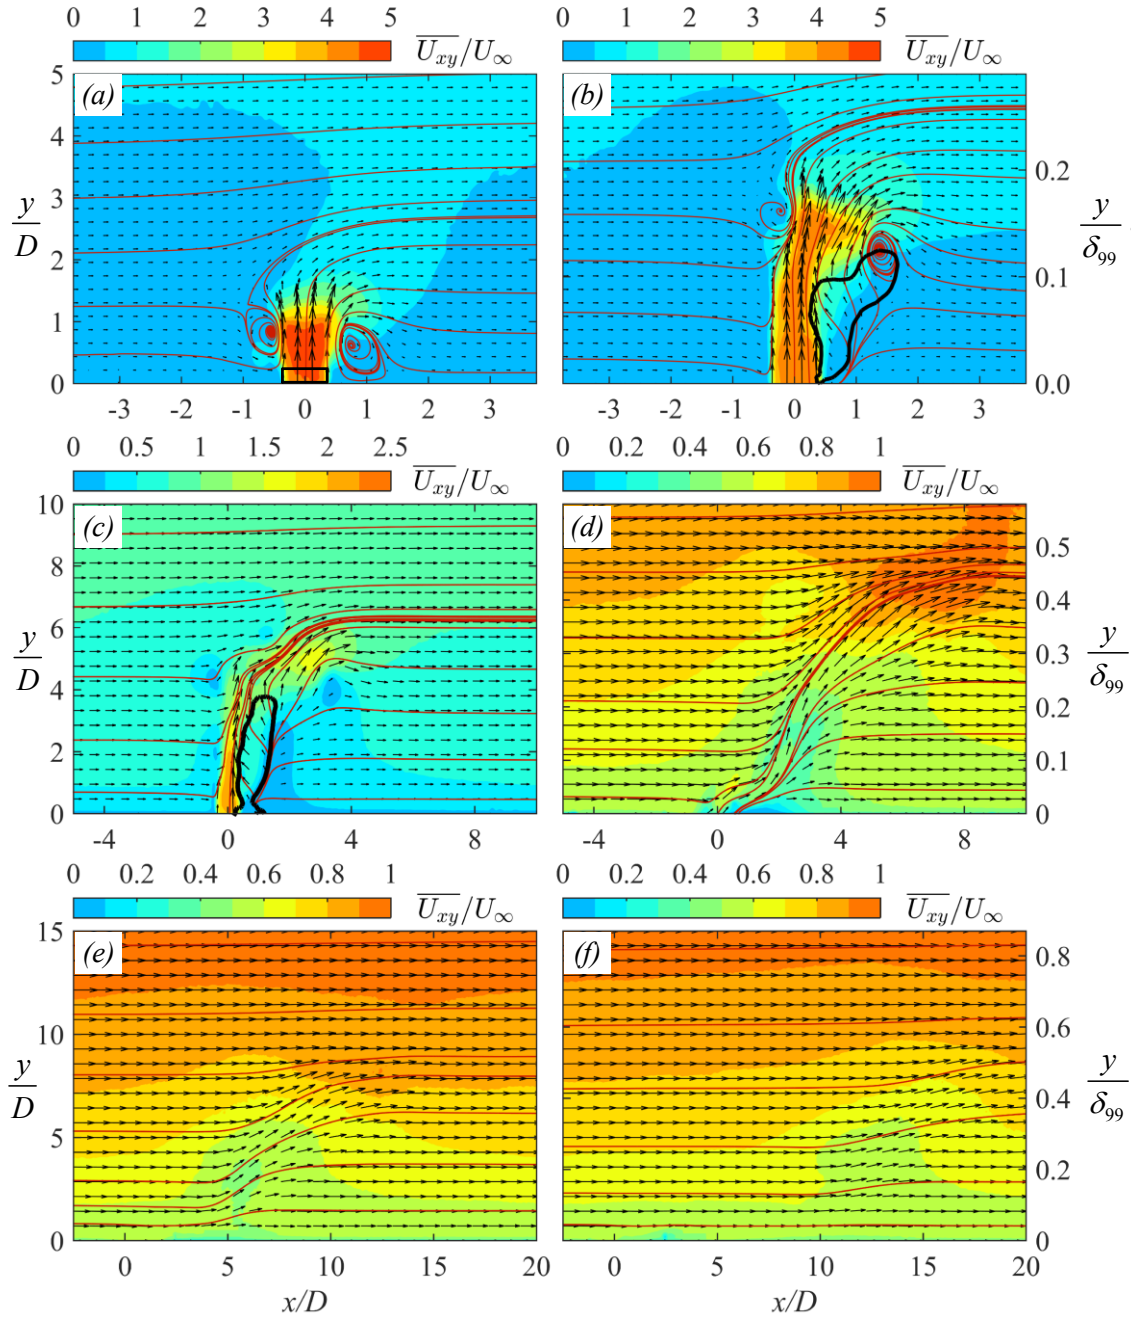 0 1 2 3 4 5 U_xy/U_∞
0 1 2 3 4 5 U_xy/U_∞
(a)
5
4
3
2
1
0
y/D
-3 -2 -1 0 1 2 3
(b)
0.2
0.1
0.0
y/δ_99
-3 -2 -1 0 1 2 3
0 0.5 1 1.5 2 2.5 U_xy/U_∞
0 0.2 0.4 0.6 0.8 1 U_xy/U_∞
(c)
10
8
6
4
2
0
y/D
-4 0 4 8
(d)
0.5
0.4
0.3
0.2
0.1
0
y/δ_99
-4 0 4 8
0 0.2 0.4 0.6 0.8 1 U_xy/U_∞
0 0.2 0.4 0.6 0.8 1 U_xy/U_∞
(e)
15
10
5
0
y/D
0 5 10 15 20
x/D
(f)
0.8
0.6
0.4
0.2
0
y/δ_99
0 5 10 15 20
x/D